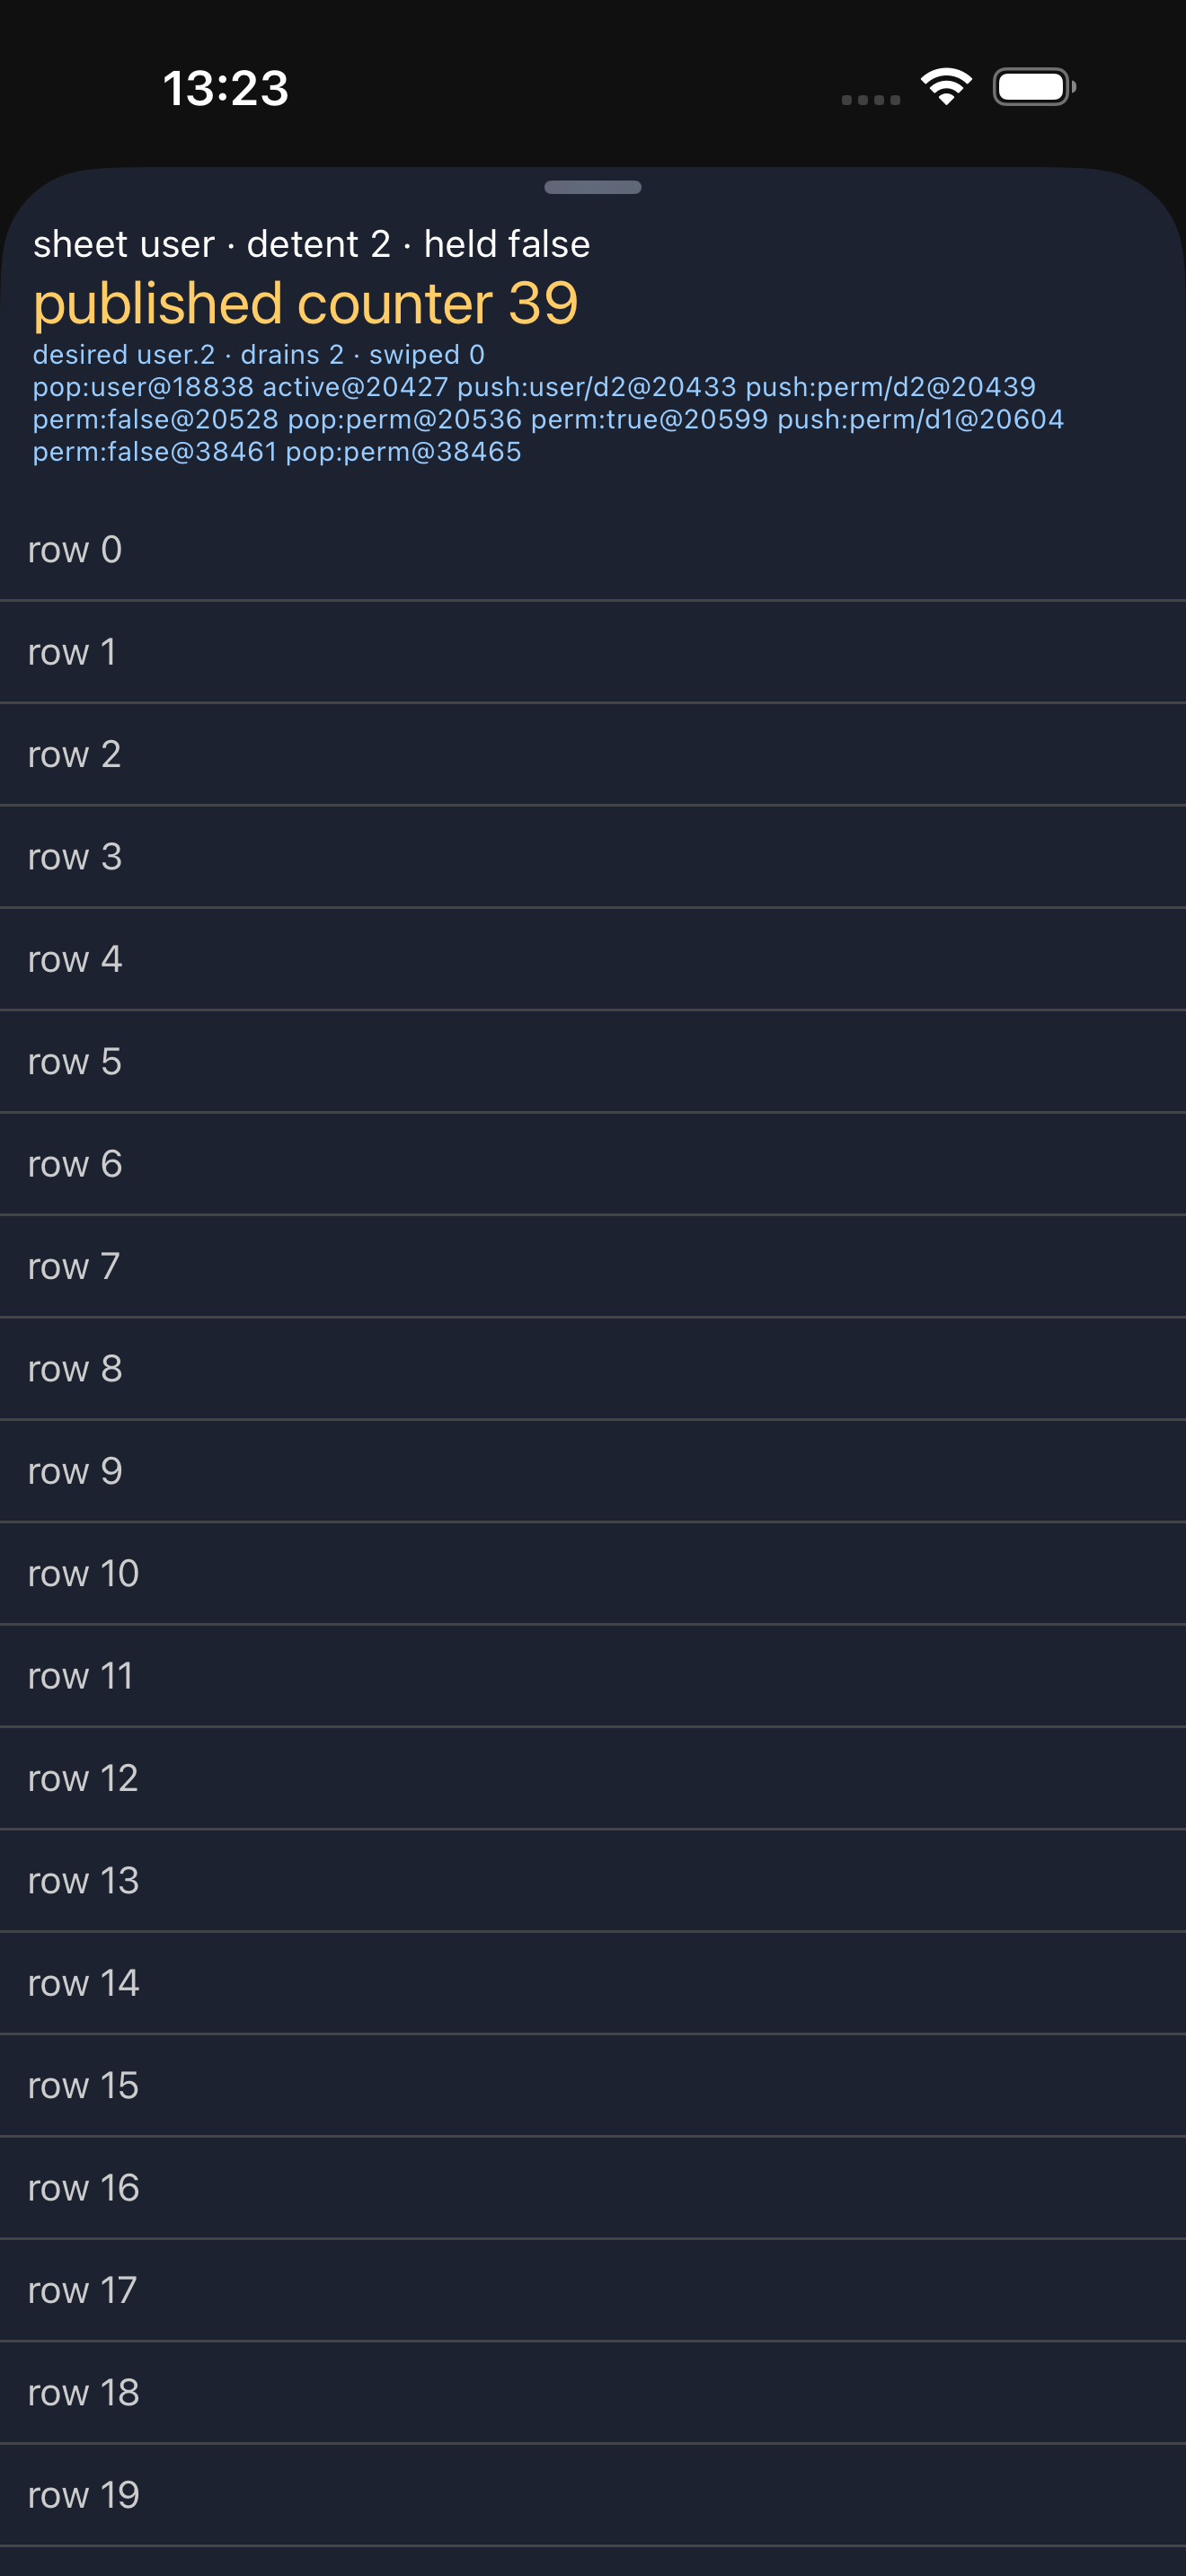 13:23
sheet user · detent 2 · held false
published counter 39
desired user.2 · drains 2 · swiped 0
pop:user@18838 active@20427 push:user/d2@20433 push:perm/d2@20439
perm:false@20528 pop:perm@20536 perm:true@20599 push:perm/d1@20604
perm:false@38461 pop:perm@38465
row 0
row 1
row 2
row 3
row 4
row 5
row 6
row 7
row 8
row 9
row 10
row 11
row 12
row 13
row 14
row 15
row 16
row 17
row 18
row 19